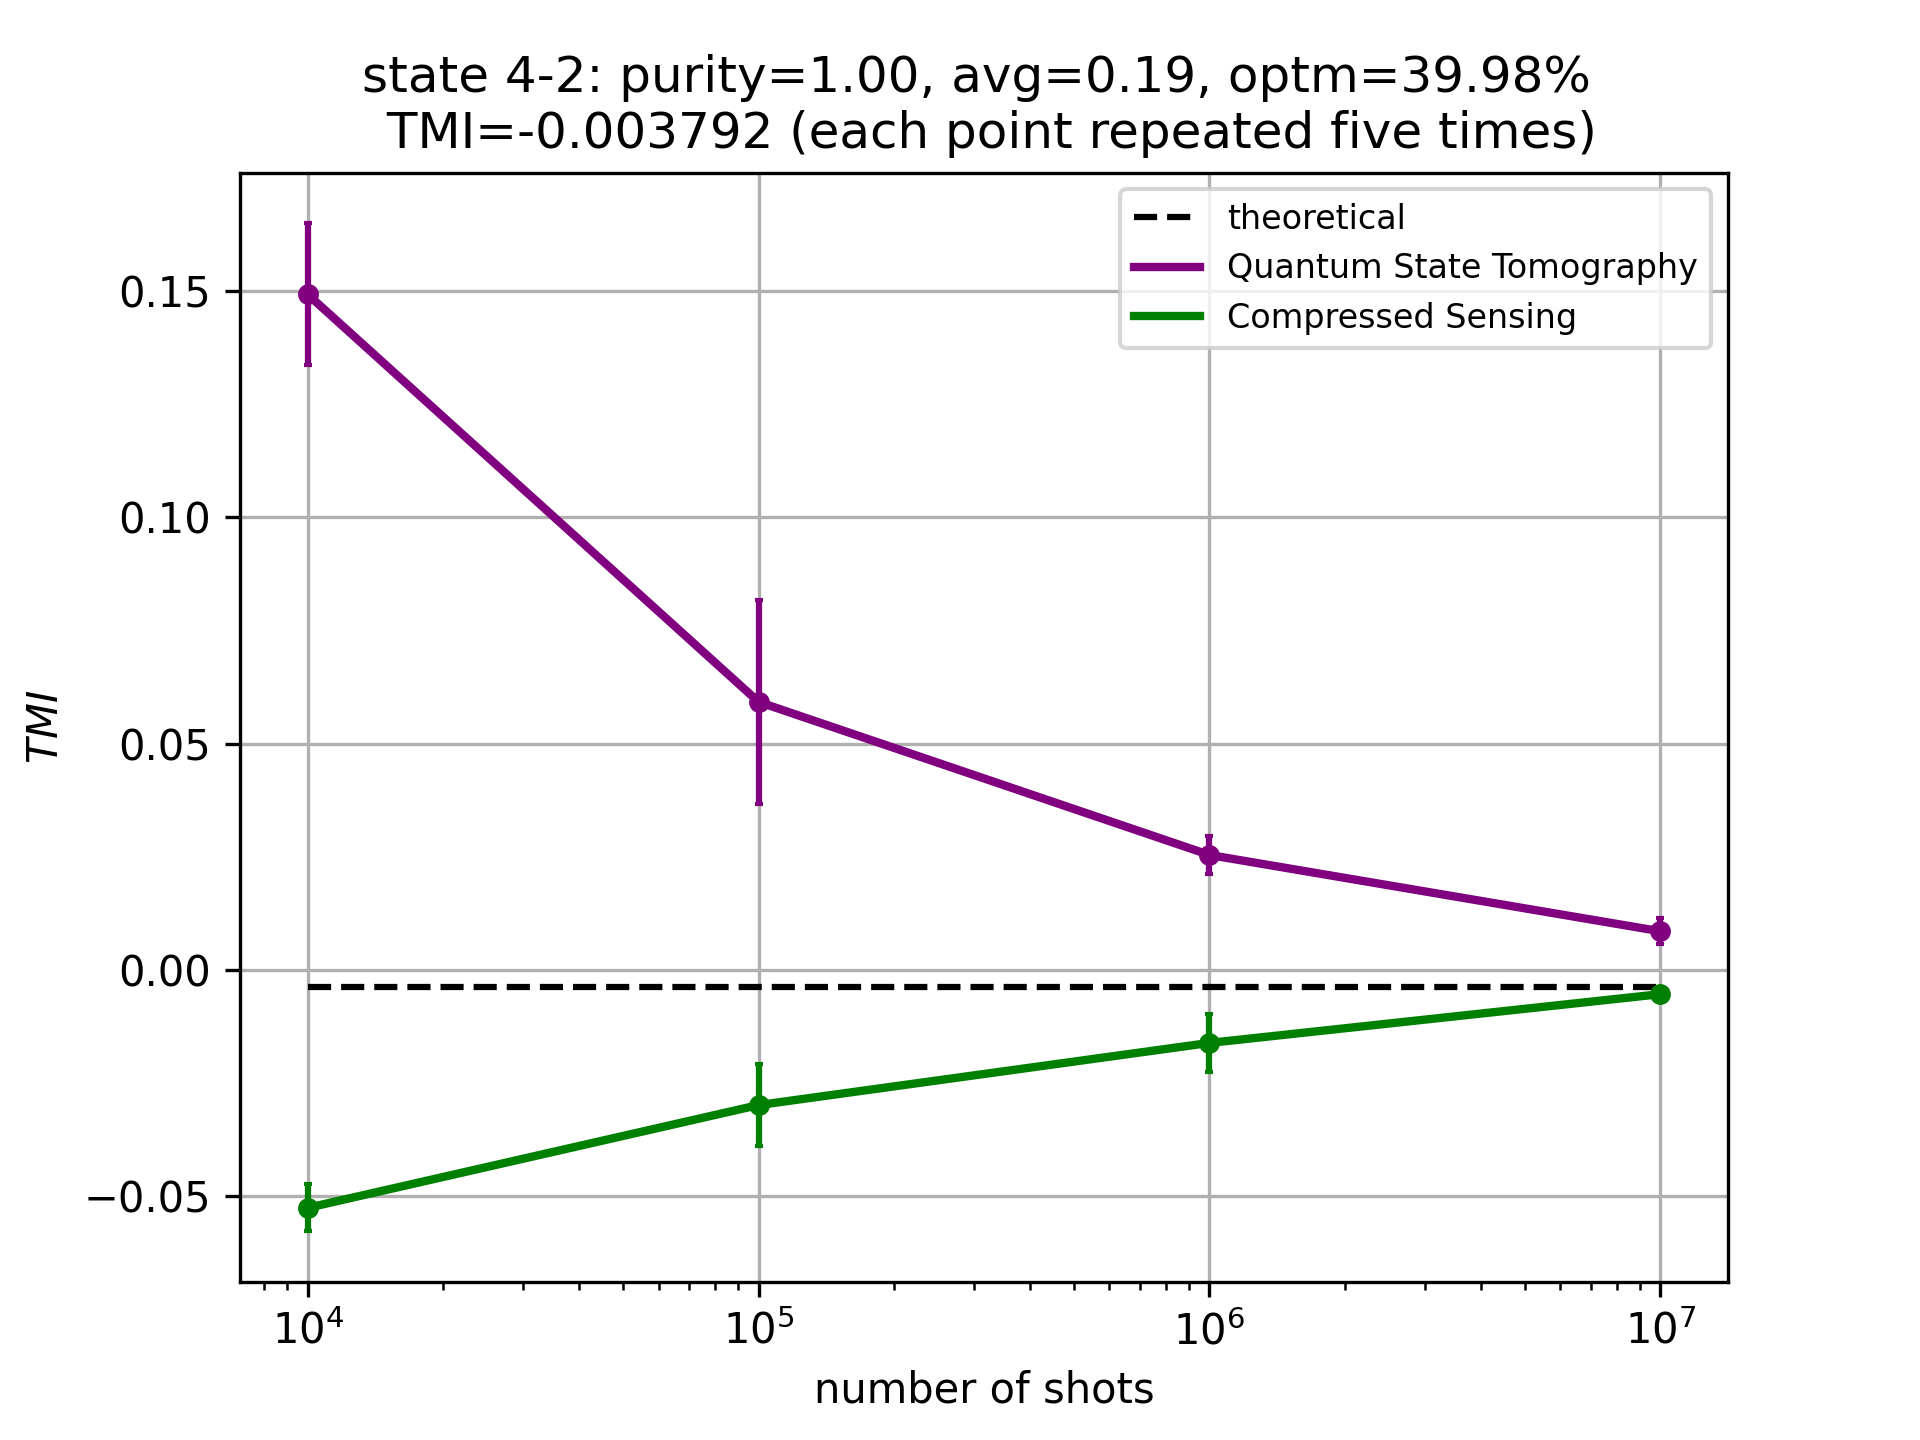 state 4-2: purity=1.00, avg=0.19, optm=39.98%
TMI=-0.003792 (each point repeated five times)
theoretical
Quantum State Tomography
Compressed Sensing
0.15
0.10
0.05
0.00
−0.05
TMI
10⁴ 10⁵ 10⁶ 10⁷
number of shots